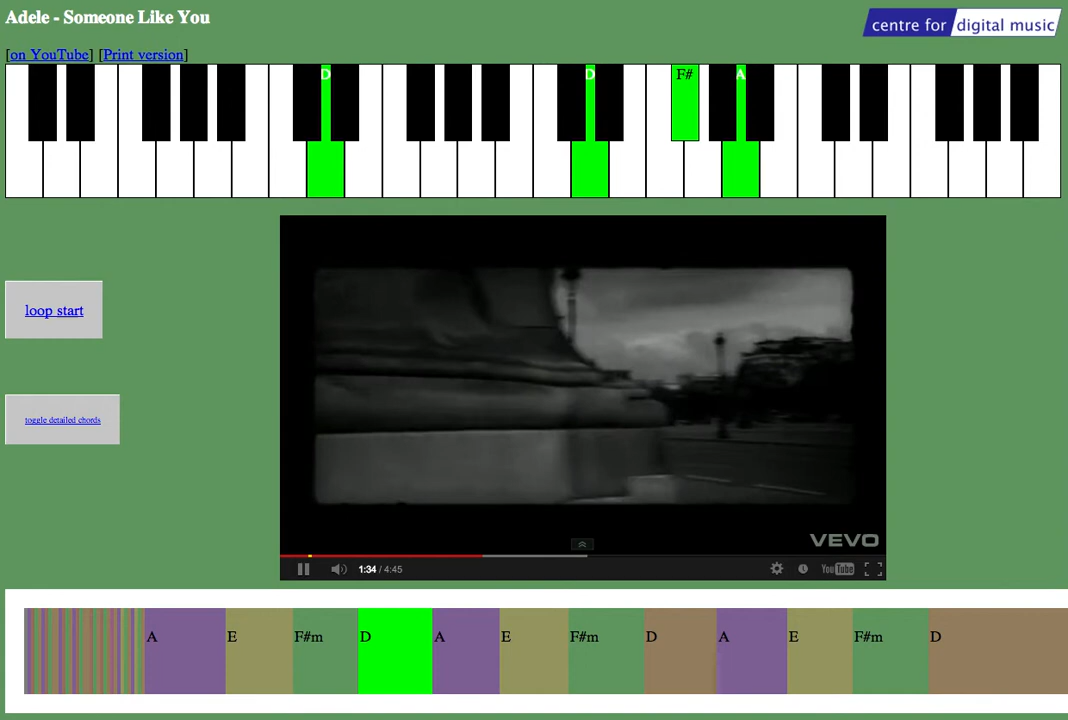 Adele - Someone Like You
centre for digital music
[on YouTube] [Print version]
D D F# A
loop start
toggle detailed chords
VEVO
1:34 / 4:45
YouTube
A E F#m D A E F#m D A E F#m D